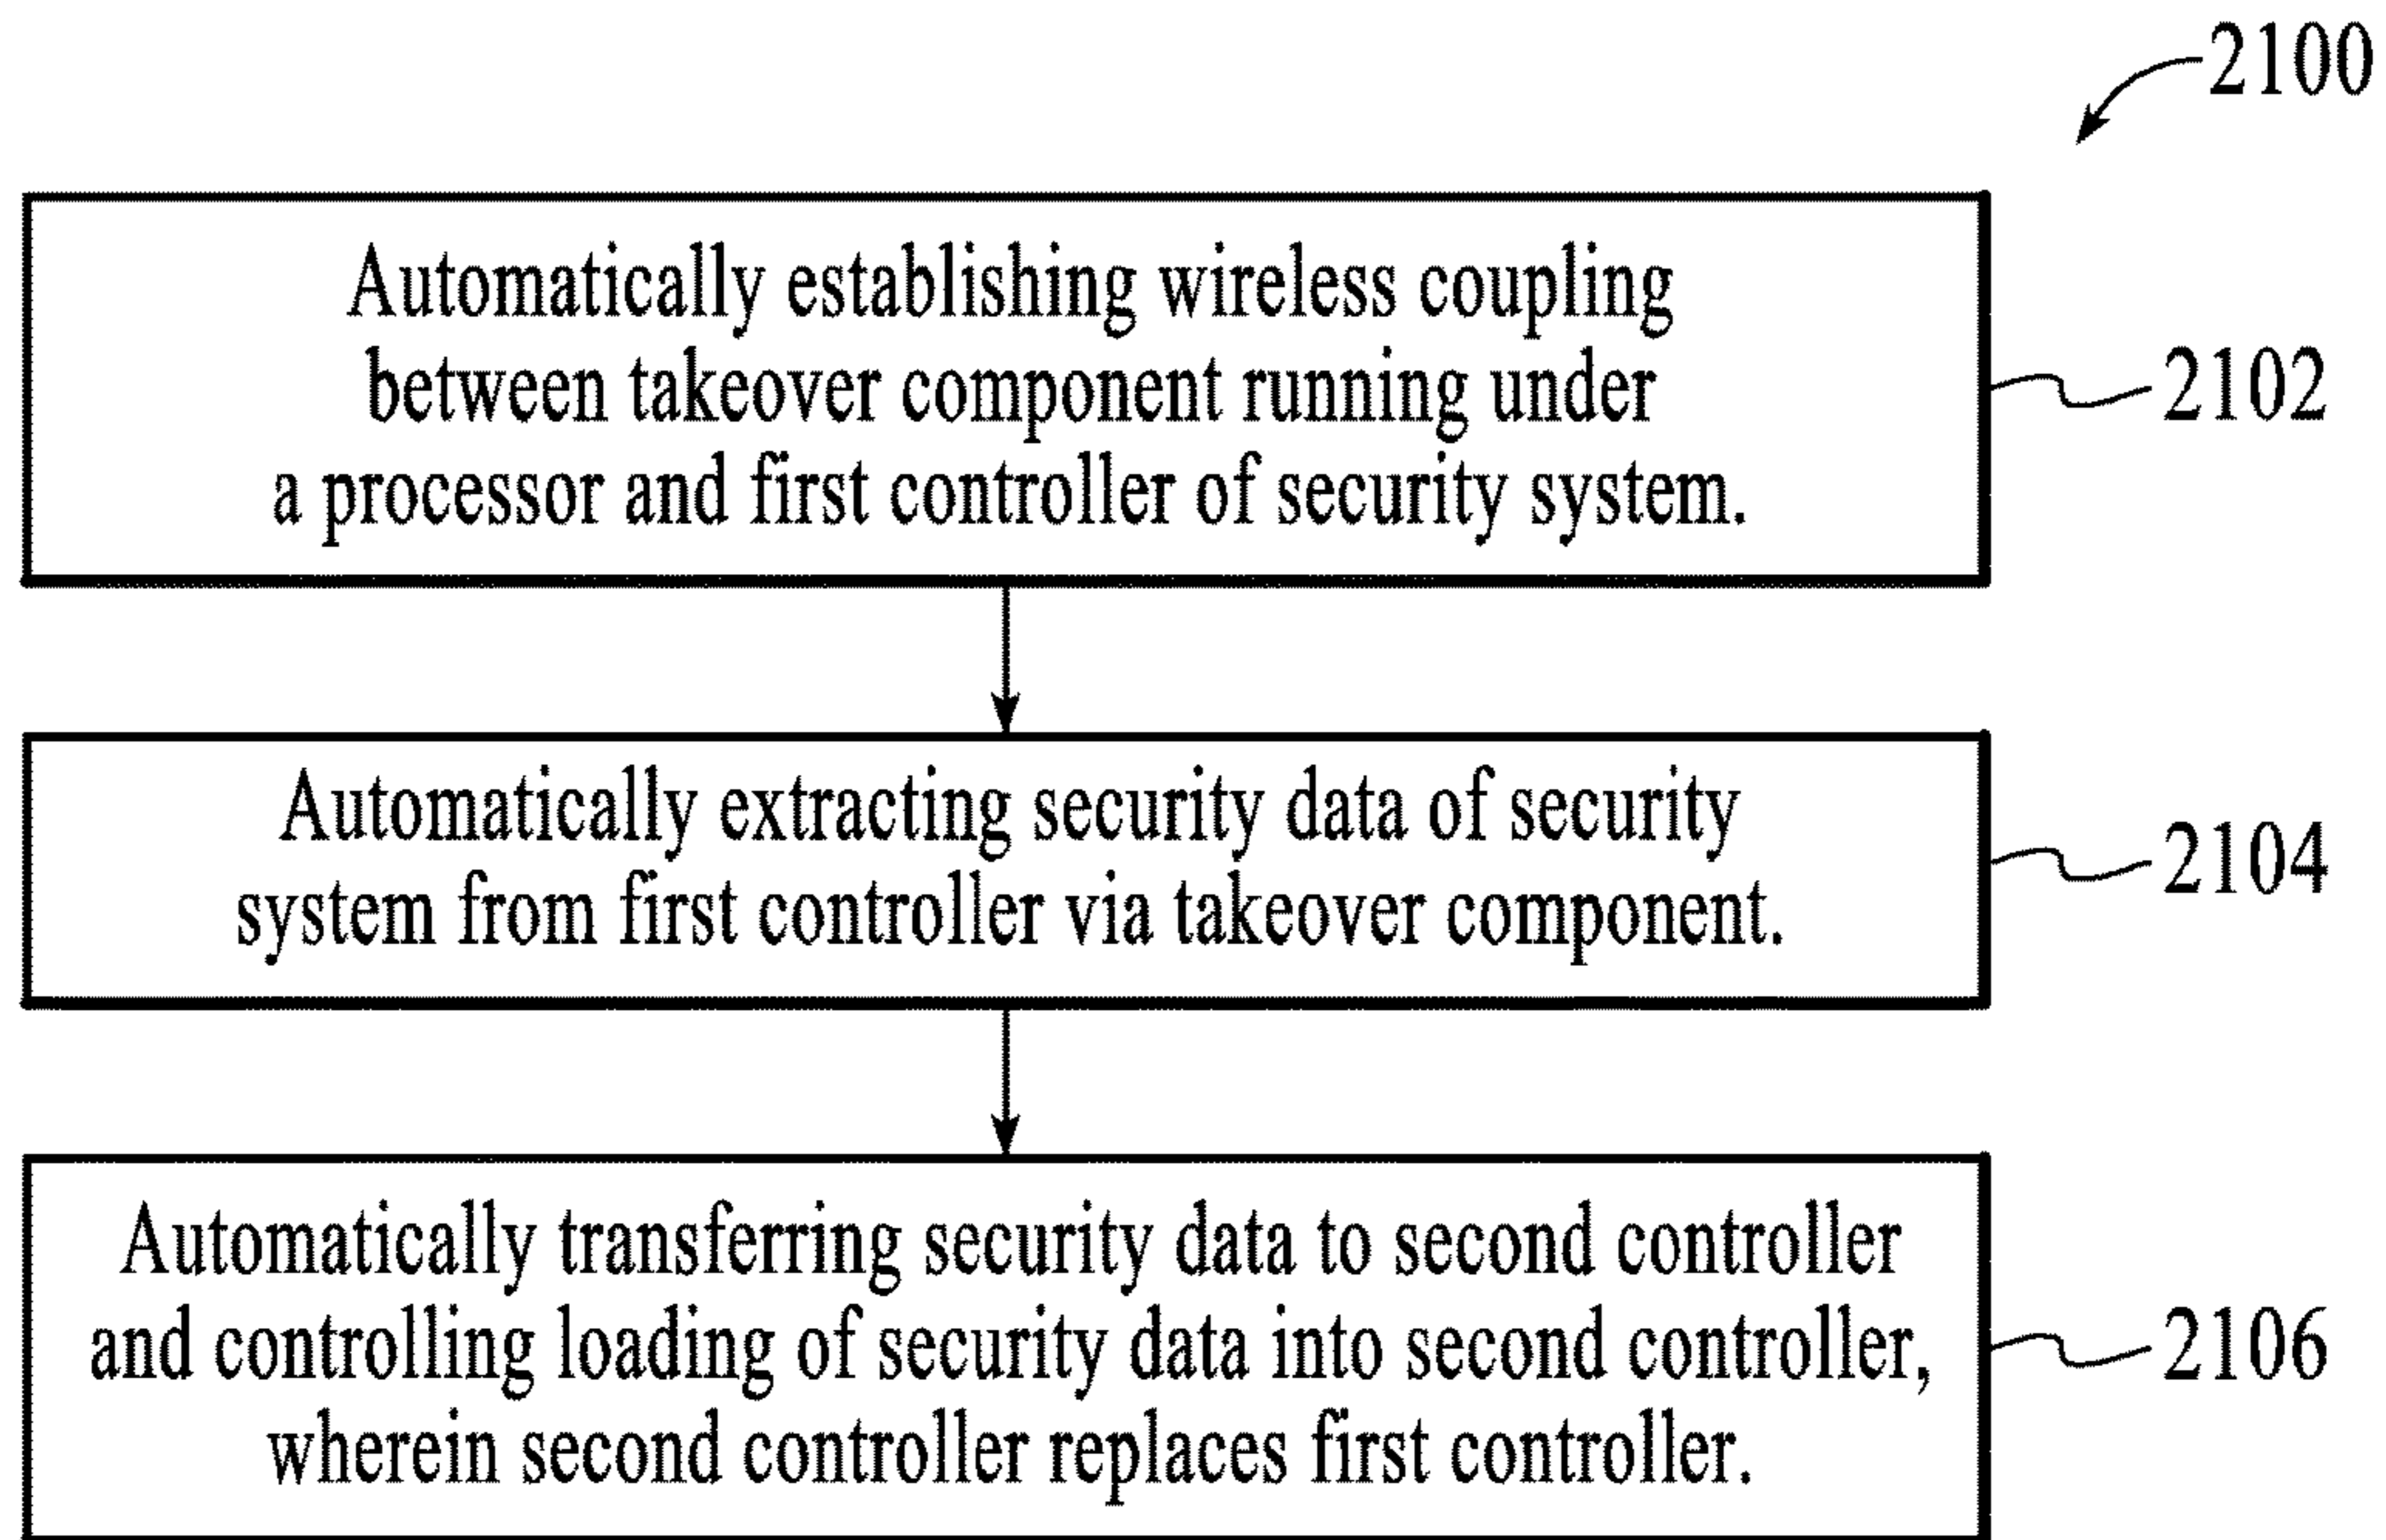 2100
Automatically establishing wireless coupling
between takeover component running under
a processor and first controller of security system.
2102
Automatically extracting security data of security
system from first controller via takeover component.
2104
Automatically transferring security data to second controller
and controlling loading of security data into second controller,
wherein second controller replaces first controller.
2106